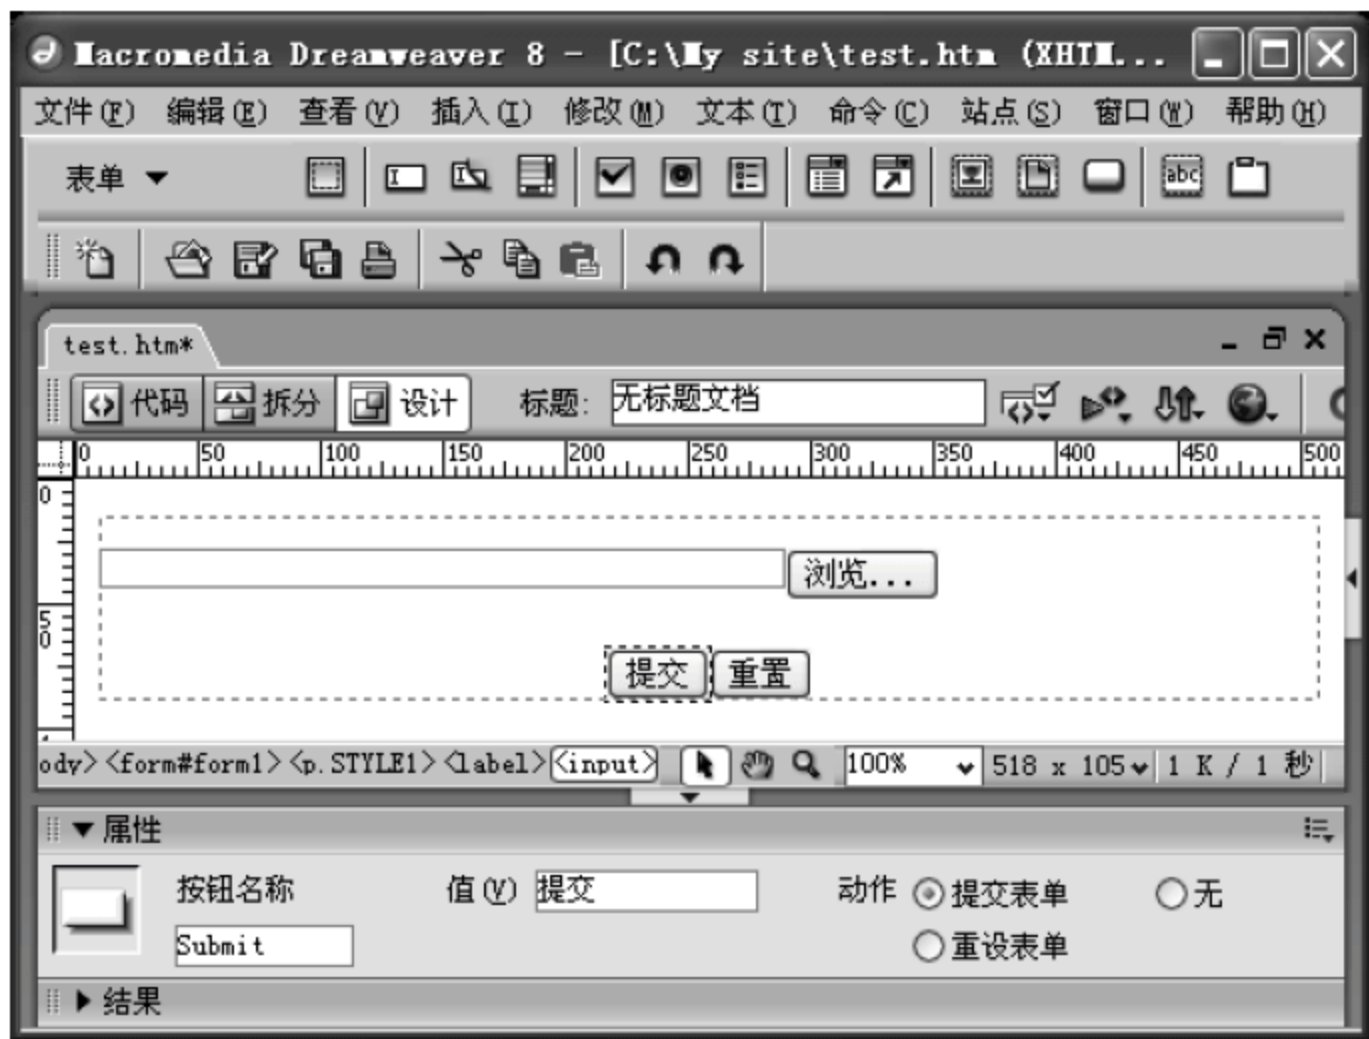 Macromedia Dreamweaver 8 - [C:\My site\test.htm (XHTM...
文件(F) 编辑(E) 查看(V) 插入(I) 修改(M) 文本(T) 命令(C) 站点(S) 窗口(W) 帮助(H)
表单
abc
test.htm*
代码 拆分 设计 标题: 无标题文档
0 50 100 150 200 250 300 350 400 450 500
0
浏览...
50
提交 重置
ody> <form#form1> <p.STYLE1> <label> <input> 100% 518 x 105 1 K / 1 秒
属性
按钮名称 值(V) 提交 动作 提交表单 无
Submit 重设表单
结果